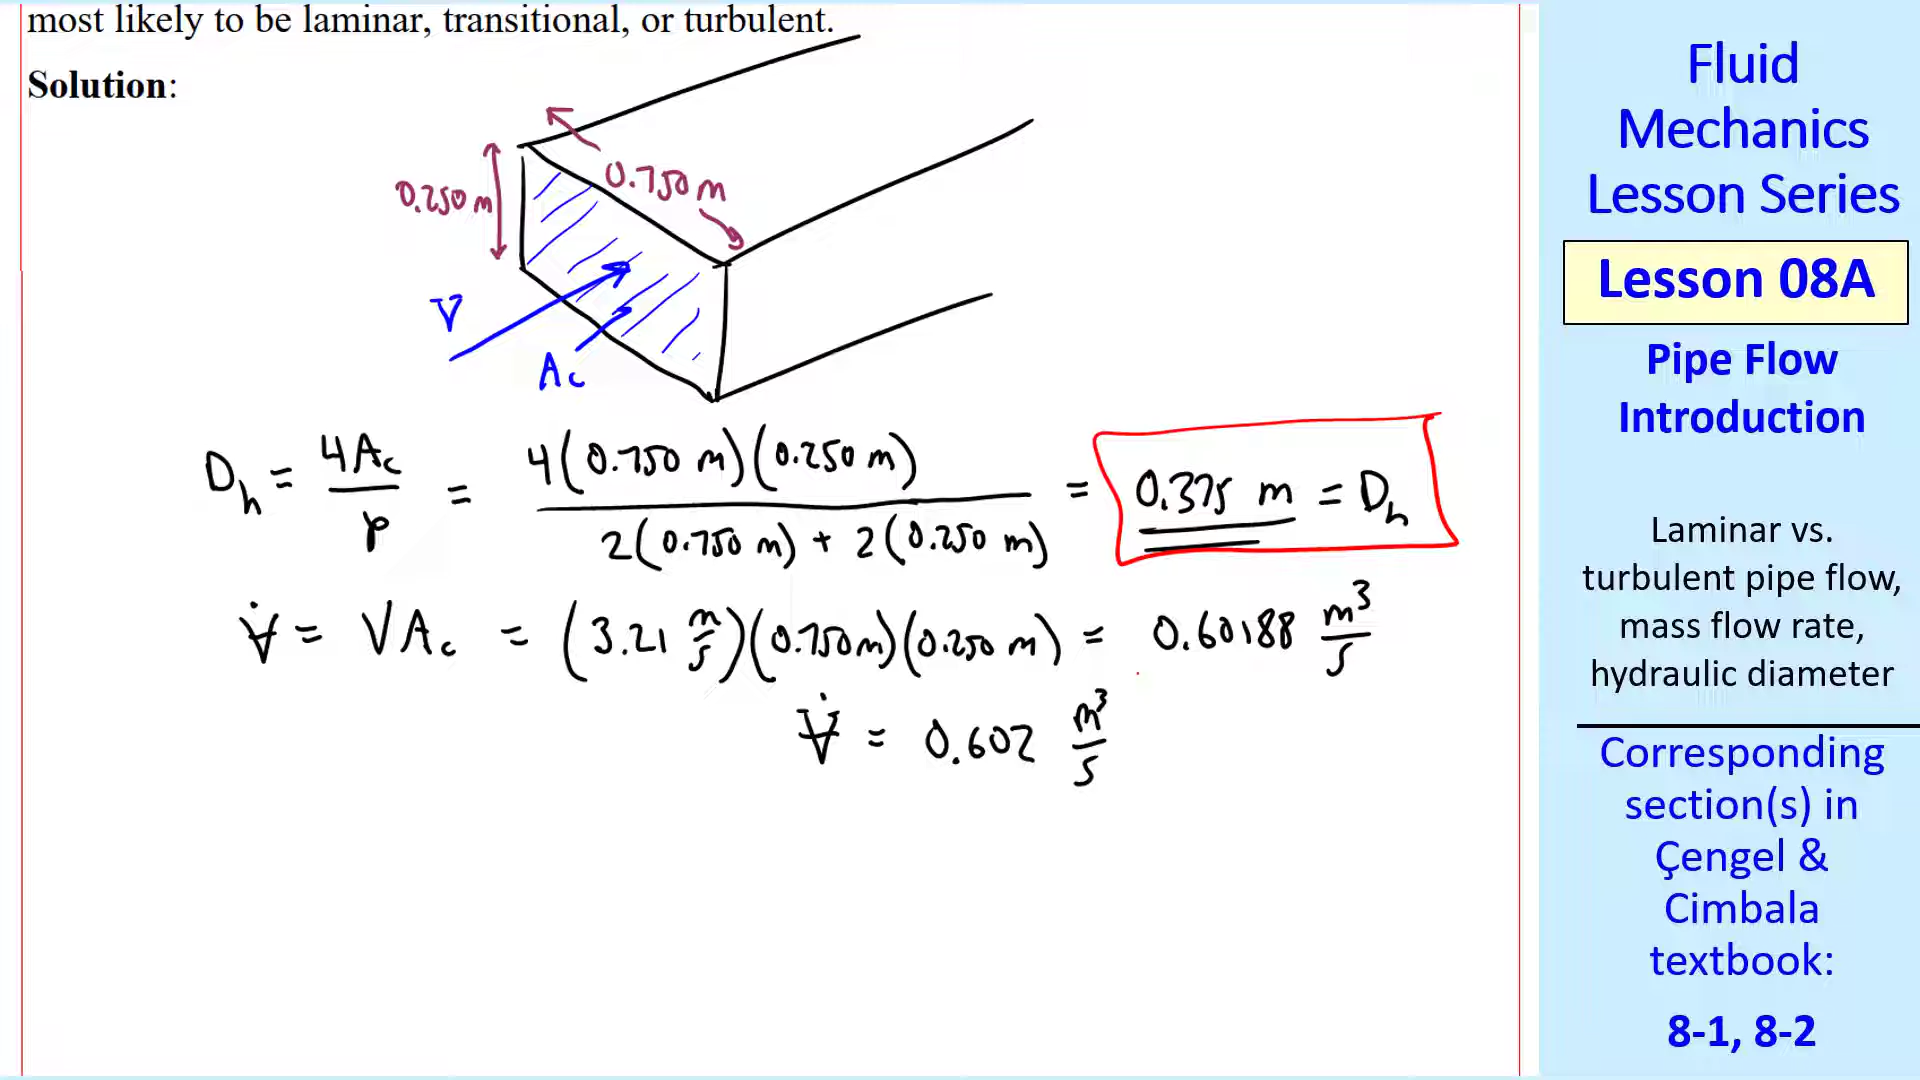 most likely to be laminar, transitional, or turbulent.
Solution:
0.250 m
0.750 m
V
Ac
Dh = 4Ac / p = 4(0.750 m)(0.250 m) / 2(0.750 m) + 2(0.250 m) = 0.375 m = Dh
V̶̇ = VAc = (3.21 m/s)(0.750 m)(0.250 m) = 0.60188 m³/s
V̶̇ = 0.602 m³/s
Fluid
Mechanics
Lesson Series
Lesson 08A
Pipe Flow
Introduction
Laminar vs.
turbulent pipe flow,
mass flow rate,
hydraulic diameter
Corresponding
section(s) in
Çengel &
Cimbala
textbook:
8-1, 8-2